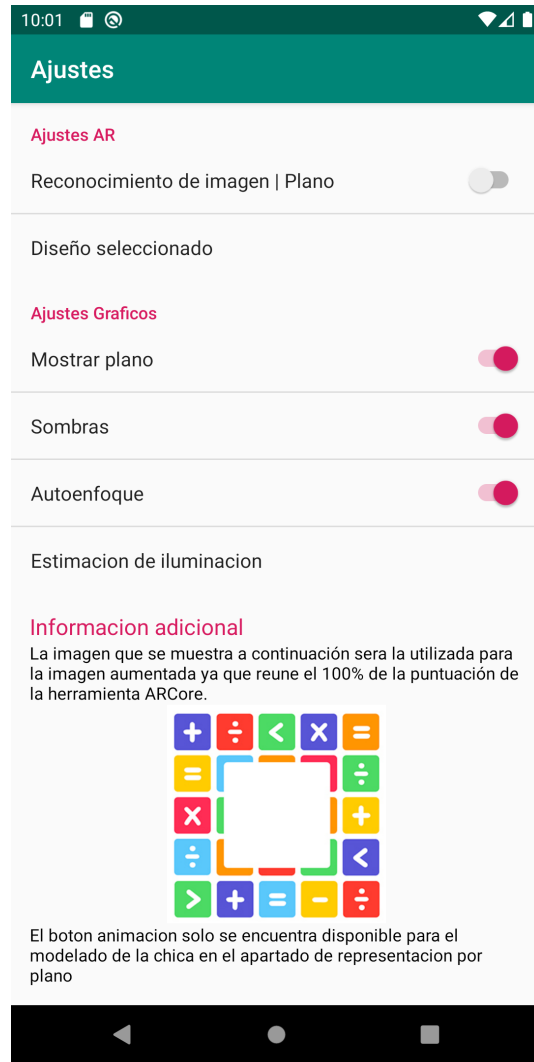 10:01
Ajustes
Ajustes AR
Reconocimiento de imagen | Plano
Diseño seleccionado
Ajustes Graficos
Mostrar plano
Sombras
Autoenfoque
Estimacion de iluminacion
Informacion adicional
La imagen que se muestra a continuación sera la utilizada para
la imagen aumentada ya que reune el 100% de la puntuación de
la herramienta ARCore.
+ ÷ < × =
= ÷
× +
÷ <
> + = − ÷
El boton animacion solo se encuentra disponible para el
modelado de la chica en el apartado de representacion por
plano